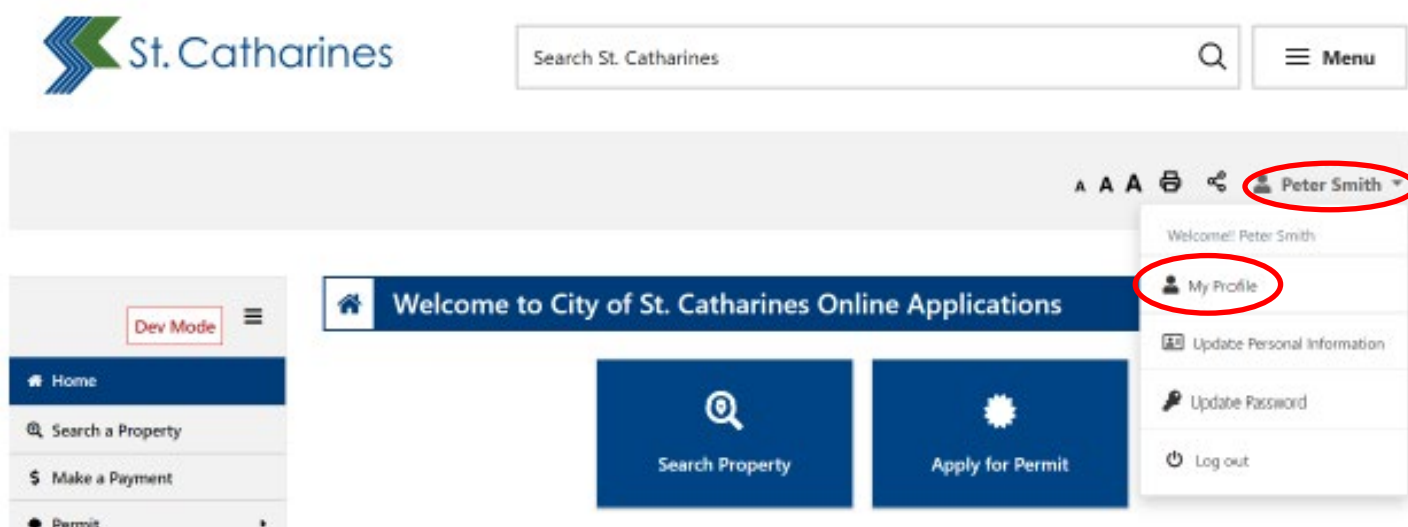 St. Catharines
Search St. Catharines
Menu
A A A
Peter Smith
Welcome!! Peter Smith
My Profile
Update Personal Information
Update Password
Log out
Dev Mode
Welcome to City of St. Catharines Online Applications
Home
Search a Property
$ Make a Payment
Permit
Search Property
Apply for Permit